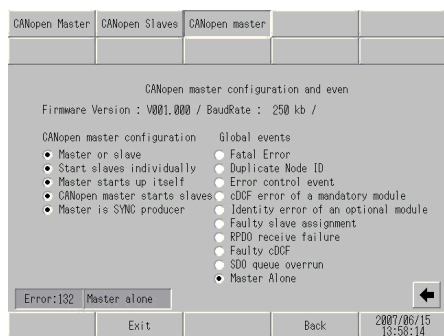 CANopen Master CANopen Slaves CANopen master
CANopen master configuration and even
Firmware Version : V001.000 / BaudRate : 250 kb /
CANopen master configuration Global events
Master or slave Fatal Error
Start slaves individually Duplicate Node ID
Master starts up itself Error control event
CANopen master starts slaves cDCF error of a mandatory module
Master is SYNC producer Identity error of an optional module
Faulty slave assignment
RPDO receive failure
Faulty cDCF
SDO queue overrun
Master Alone
Error:132 Master alone
Exit Back 2007/06/15
13:58:14